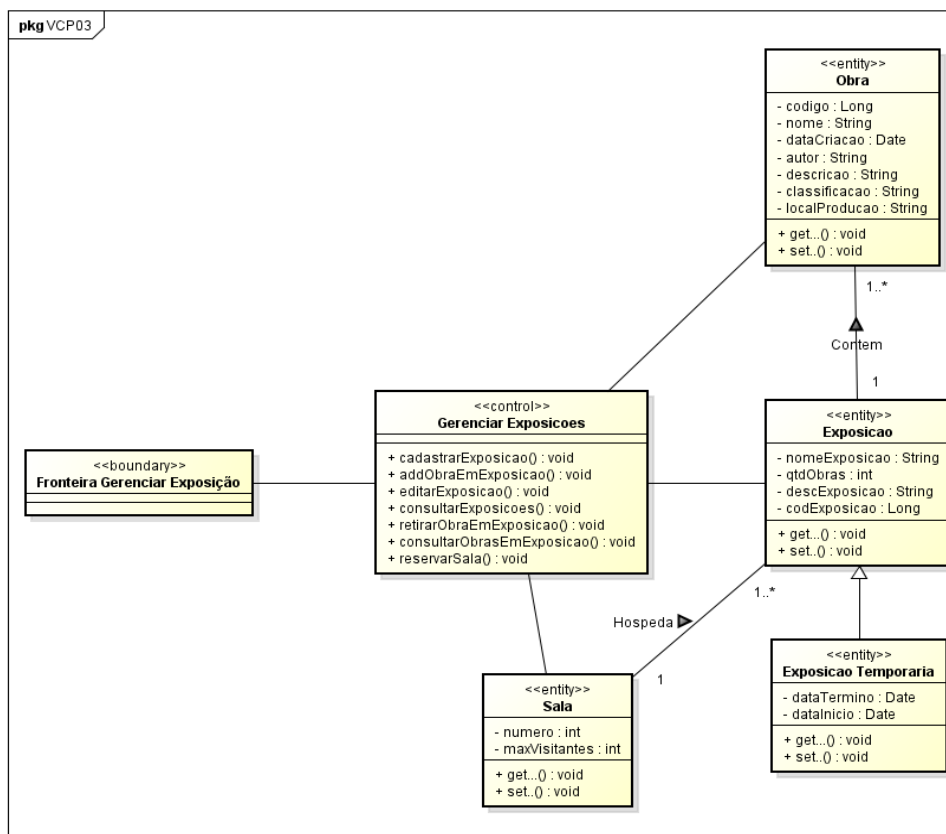 pkg VCP03
<<entity>>
Obra
- codigo : Long
- nome : String
- dataCriacao : Date
- autor : String
- descricao : String
- classificacao : String
- localProducao : String
+ get...() : void
+ set..() : void
1..*
Contem
1
<<control>>
Gerenciar Exposicoes
+ cadastrarExposicao() : void
+ addObraEmExposicao() : void
+ editarExposicao() : void
+ consultarExposicoes() : void
+ retirarObraEmExposicao() : void
+ consultarObrasEmExposicao() : void
+ reservarSala() : void
<<entity>>
Exposicao
- nomeExposicao : String
- qtdObras : int
- descExposicao : String
- codExposicao : Long
+ get...() : void
+ set..() : void
<<boundary>>
Fronteira Gerenciar Exposição
1..*
Hospeda
1
<<entity>>
Exposicao Temporaria
- dataTermino : Date
- dataInicio : Date
+ get...() : void
+ set..() : void
<<entity>>
Sala
- numero : int
- maxVisitantes : int
+ get...() : void
+ set..() : void